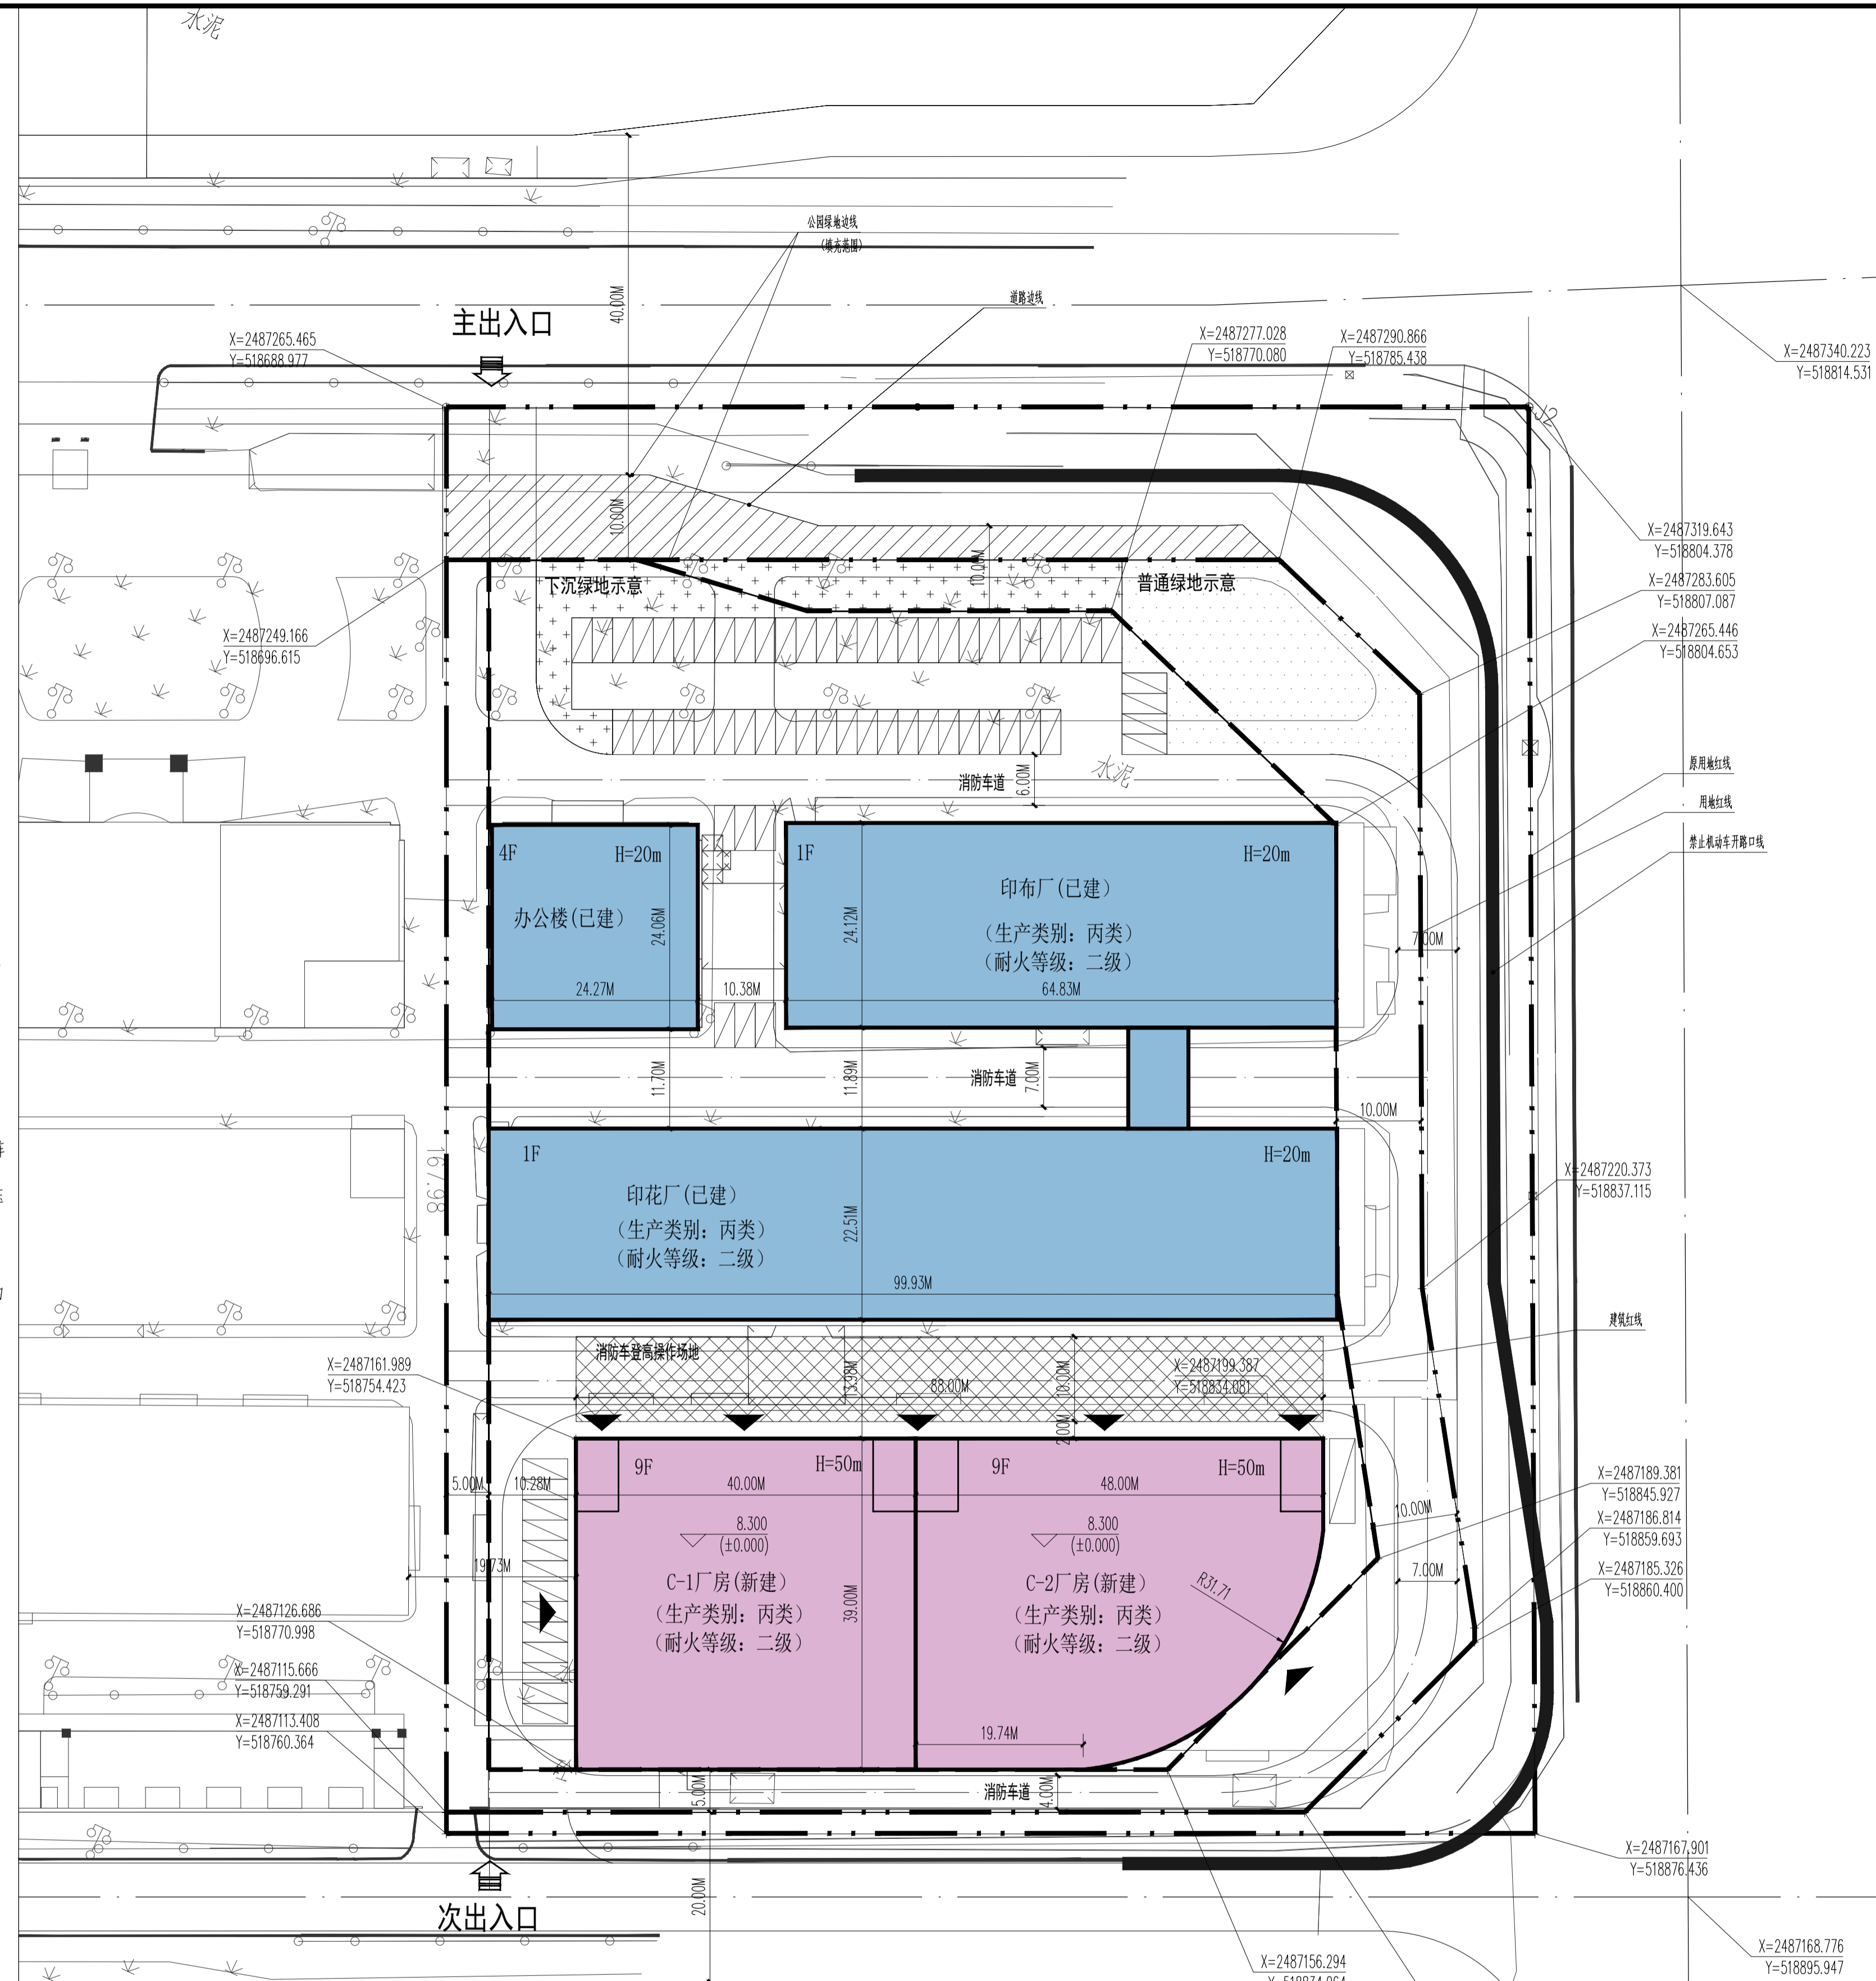 水泥
公园绿地边线
(填充范围)
40.00M
道路边线
主出入口
X=2487265.465
Y=518688.977
X=2487277.028
Y=518770.080
X=2487290.866
Y=518785.438
X=2487340.223
Y=518814.531
J2
10.00M
X=2487319.643
Y=518804.378
10.00M
下沉绿地示意
普通绿地示意
X=2487283.605
Y=518807.087
X=2487249.166
Y=518696.615
X=2487265.446
Y=518804.653
水泥
消防车道
6.00M
原用地红线
用地红线
禁止机动车开路口线
4F
H=20m
办公楼(已建)
24.06M
24.27M
10.38M
1F
H=20m
印布厂(已建)
(生产类别：丙类)
(耐火等级：二级)
24.12M
64.83M
7.00M
11.70M
11.89M
消防车道
7.00M
10.00M
167.98
1F
H=20m
印花厂(已建)
(生产类别：丙类)
(耐火等级：二级)
22.51M
99.93M
X=2487220.373
Y=518837.115
建筑红线
消防车登高操作场地
13.98M
88.00M
10.00M
2.00M
X=2487161.989
Y=518754.423
X=2487199.387
Y=518834.081
5.00M
10.28M
9F
H=50m
40.00M
9F
H=50m
48.00M
8.300
(±0.000)
8.300
(±0.000)
19.73M
C-1厂房(新建)
(生产类别：丙类)
(耐火等级：二级)
39.00M
C-2厂房(新建)
(生产类别：丙类)
(耐火等级：二级)
R31.71
10.00M
7.00M
X=2487189.381
Y=518845.927
X=2487186.814
Y=518859.693
X=2487185.326
Y=518860.400
X=2487126.686
Y=518770.998
X=2487115.666
Y=518759.291
X=2487113.408
Y=518760.364
19.74M
5.00M
消防车道
4.00M
X=2487167.901
Y=518876.436
次出入口
20.00M
X=2487156.294
X=2487168.776
Y=518895.947